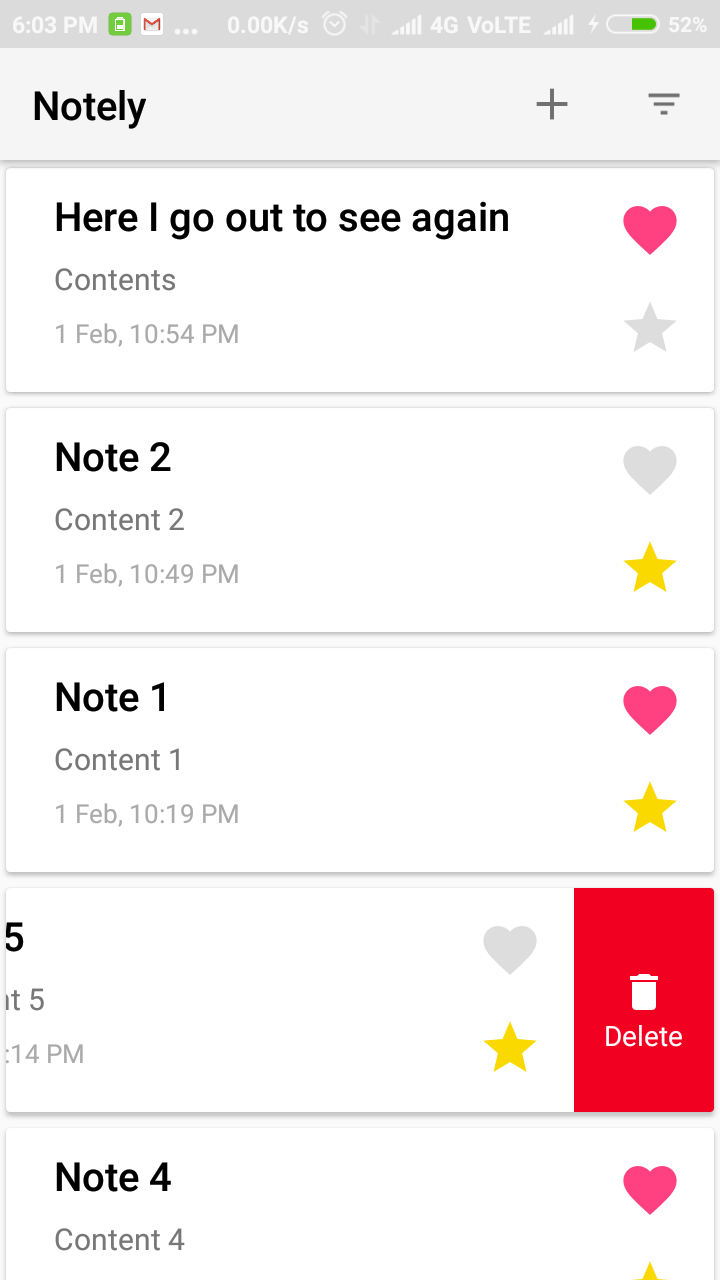 6:03 PM ... 0.00K/s 4G VoLTE 52%
Notely
Here I go out to see again
Contents
1 Feb, 10:54 PM
Note 2
Content 2
1 Feb, 10:49 PM
Note 1
Content 1
1 Feb, 10:19 PM
5
nt 5
:14 PM
Delete
Note 4
Content 4